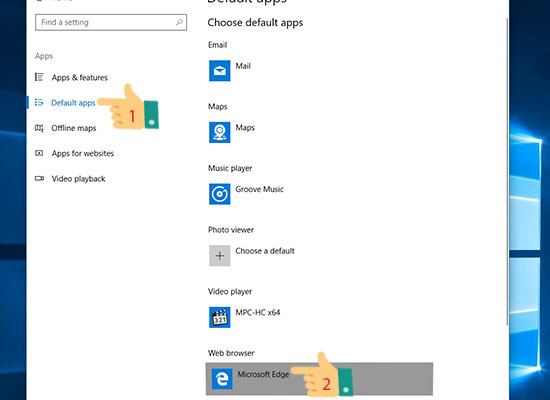 Default apps
Choose default apps
Find a setting
Email
Mail
Apps
Apps & features
Default apps
1
Maps
Maps
Offline maps
Apps for websites
Music player
Video playback
Groove Music
Photo viewer
Choose a default
Video player
321
MPC-HC x64
Web browser
Microsoft Edge
2